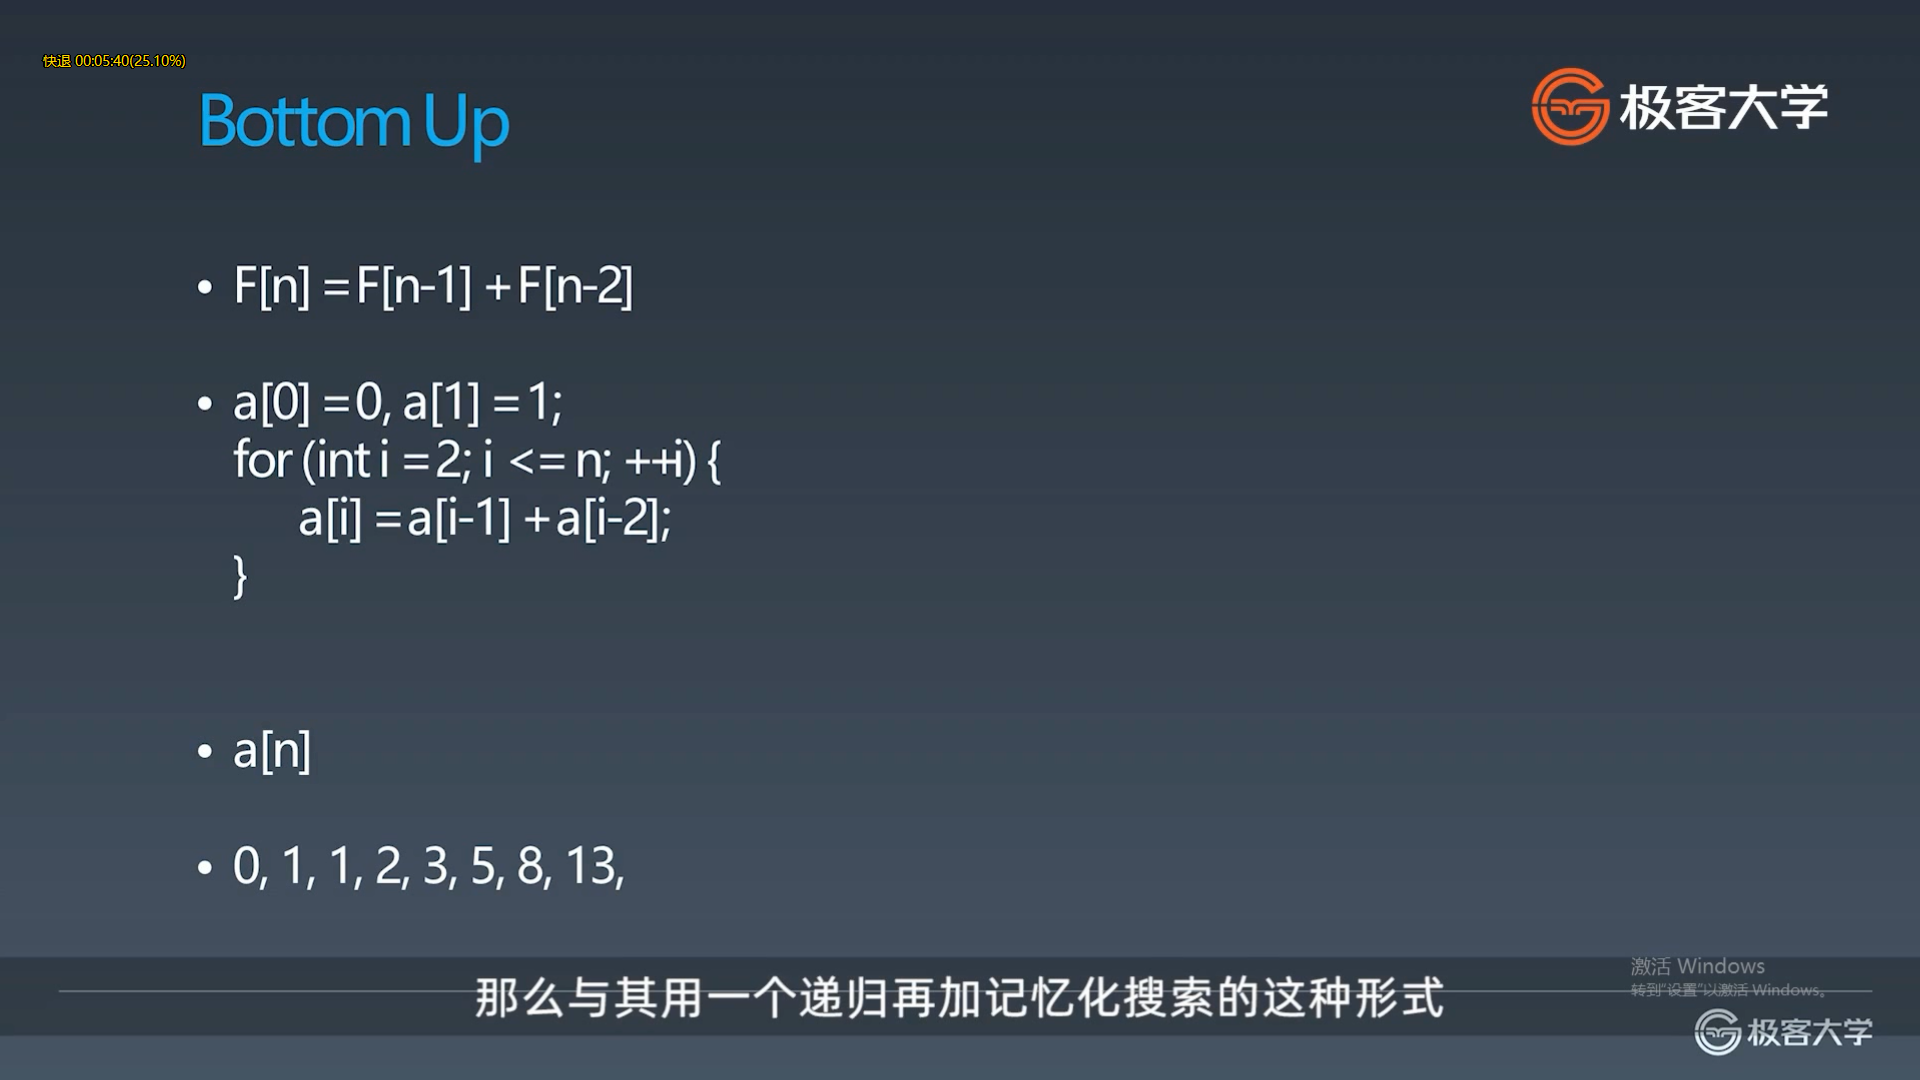 快退 00:05:40(25.10%)
Bottom Up
极客大学
• F[n] = F[n-1] + F[n-2]
• a[0] = 0, a[1] = 1;
for (int i = 2; i <= n; ++i) {
a[i] = a[i-1] + a[i-2];
}
• a[n]
• 0, 1, 1, 2, 3, 5, 8, 13,
那么与其用一个递归再加记忆化搜索的这种形式
激活 Windows
转到“设置”以激活 Windows。
极客大学